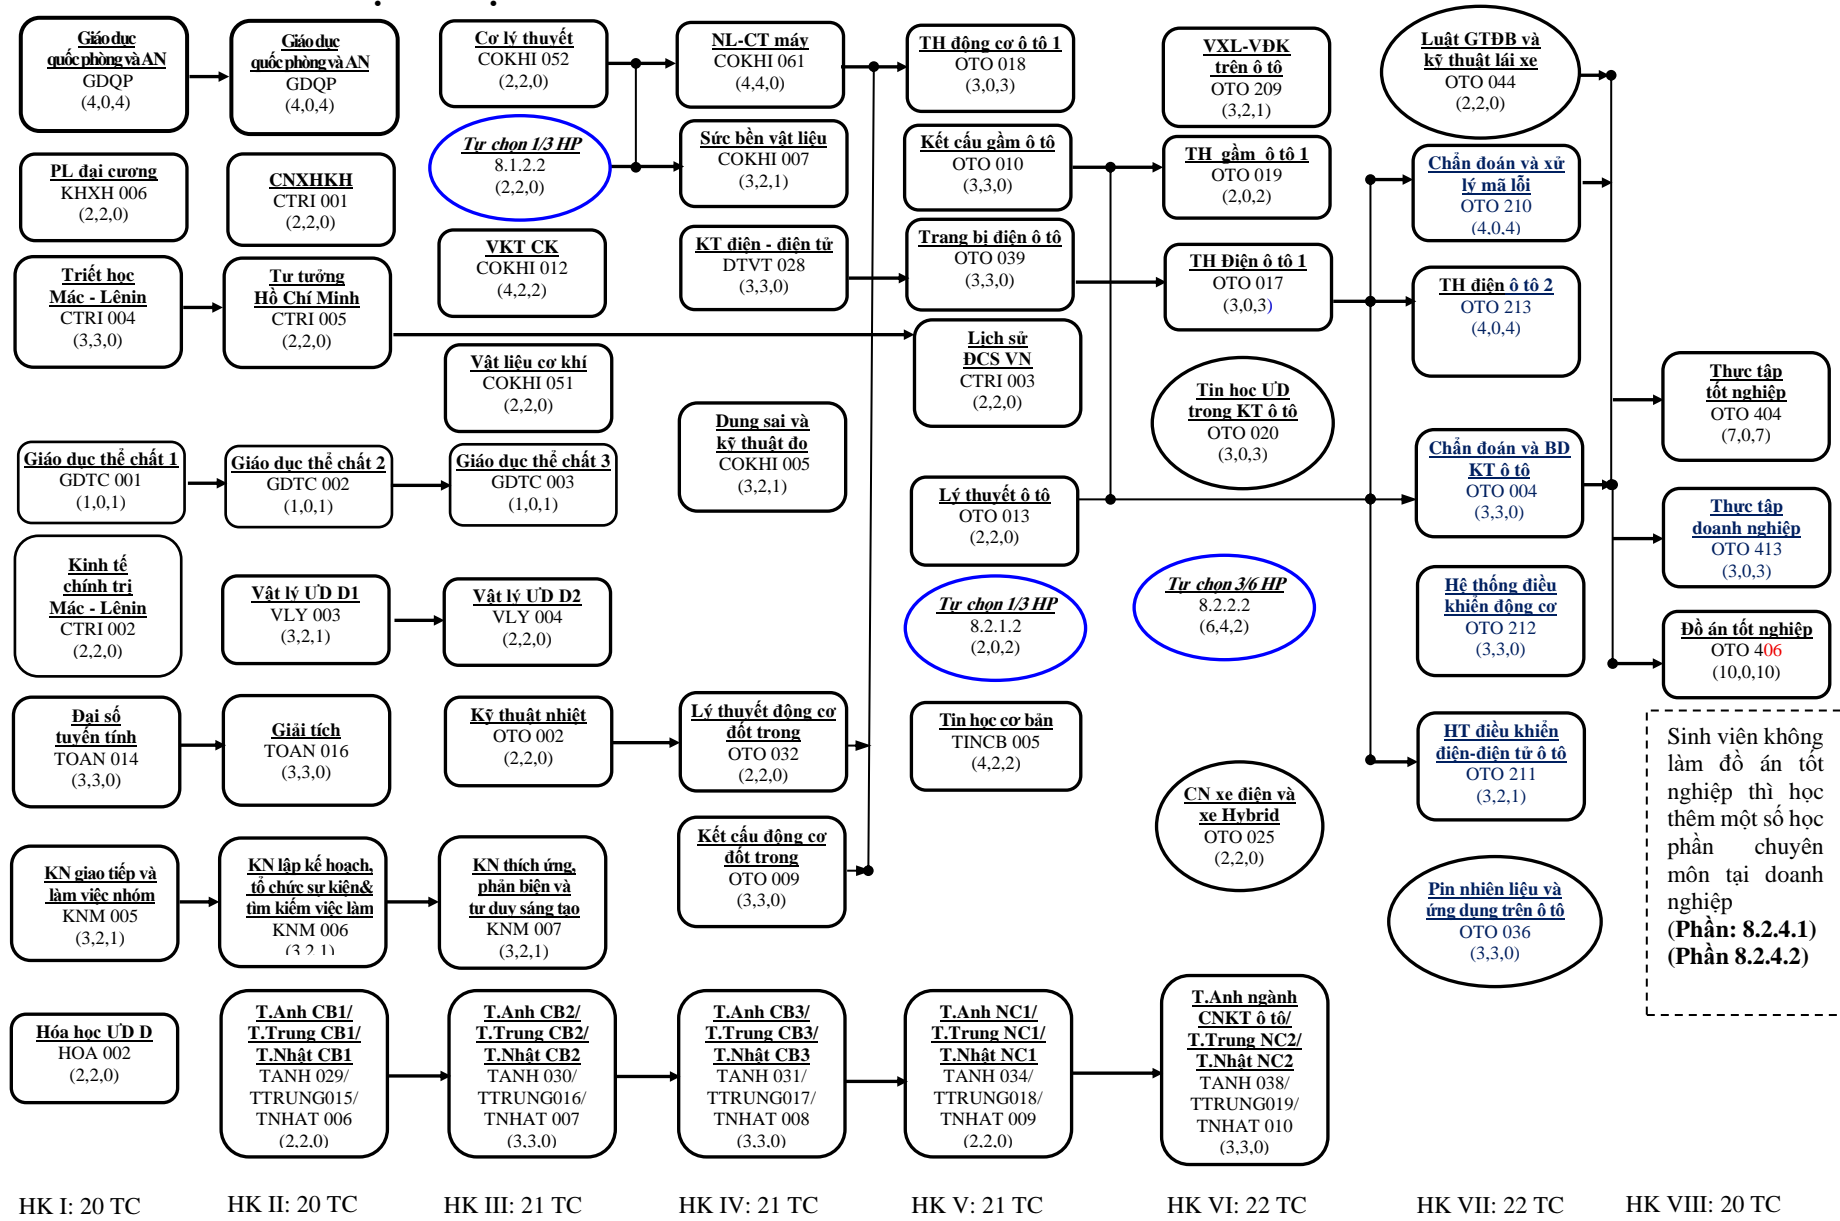 Giáo dục
quốc phòng và AN
GDQP
(4,0,4)
PL đại cương
KHXH 006
(2,2,0)
Triết học
Mác - Lênin
CTRI 004
(3,3,0)
Giáo dục thể chất 1
GDTC 001
(1,0,1)
Kinh tế
chính trị
Mác - Lênin
CTRI 002
(2,2,0)
Đại số
tuyến tính
TOAN 014
(3,3,0)
KN giao tiếp và
làm việc nhóm
KNM 005
(3,2,1)
Hóa học ƯD D
HOA 002
(2,2,0)
HK I: 20 TC
Giáo dục
quốc phòng và AN
GDQP
(4,0,4)
CNXHKH
CTRI 001
(2,2,0)
Tư tưởng
Hồ Chí Minh
CTRI 005
(2,2,0)
Giáo dục thể chất 2
GDTC 002
(1,0,1)
Vật lý ƯD D1
VLY 003
(3,2,1)
Giải tích
TOAN 016
(3,3,0)
KN lập kế hoạch,
tổ chức sự kiện&
tìm kiếm việc làm
KNM 006
(3,2,1)
T.Anh CB1/
T.Trung CB1/
T.Nhật CB1
TANH 029/
TTRUNG015/
TNHAT 006
(2,2,0)
HK II: 20 TC
Cơ lý thuyết
COKHI 052
(2,2,0)
Tự chọn 1/3 HP
8.1.2.2
(2,2,0)
VKT CK
COKHI 012
(4,2,2)
Vật liệu cơ khí
COKHI 051
(2,2,0)
Giáo dục thể chất 3
GDTC 003
(1,0,1)
Vật lý ƯD D2
VLY 004
(2,2,0)
Kỹ thuật nhiệt
OTO 002
(2,2,0)
KN thích ứng,
phản biện và
tư duy sáng tạo
KNM 007
(3,2,1)
T.Anh CB2/
T.Trung CB2/
T.Nhật CB2
TANH 030/
TTRUNG016/
TNHAT 007
(3,3,0)
HK III: 21 TC
NL-CT máy
COKHI 061
(4,4,0)
Sức bền vật liệu
COKHI 007
(3,2,1)
KT điện - điện tử
DTVT 028
(3,3,0)
Dung sai và
kỹ thuật đo
COKHI 005
(3,2,1)
Lý thuyết động cơ
đốt trong
OTO 032
(2,2,0)
Kết cấu động cơ
đốt trong
OTO 009
(3,3,0)
T.Anh CB3/
T.Trung CB3/
T.Nhật CB3
TANH 031/
TTRUNG017/
TNHAT 008
(3,3,0)
HK IV: 21 TC
TH động cơ ô tô 1
OTO 018
(3,0,3)
Kết cấu gầm ô tô
OTO 010
(3,3,0)
Trang bị điện ô tô
OTO 039
(3,3,0)
Lịch sử
ĐCS VN
CTRI 003
(2,2,0)
Lý thuyết ô tô
OTO 013
(2,2,0)
Tự chọn 1/3 HP
8.2.1.2
(2,0,2)
Tin học cơ bản
TINCB 005
(4,2,2)
T.Anh NC1/
T.Trung NC1/
T.Nhật NC1
TANH 034/
TTRUNG018/
TNHAT 009
(2,2,0)
HK V: 21 TC
VXL-VĐK
trên ô tô
OTO 209
(3,2,1)
TH gầm ô tô 1
OTO 019
(2,0,2)
TH Điện ô tô 1
OTO 017
(3,0,3)
Tin học ƯD
trong KT ô tô
OTO 020
(3,0,3)
Tự chọn 3/6 HP
8.2.2.2
(6,4,2)
CN xe điện và
xe Hybrid
OTO 025
(2,2,0)
T.Anh ngành
CNKT ô tô/
T.Trung NC2/
T.Nhật NC2
TANH 038/
TTRUNG019/
TNHAT 010
(3,3,0)
HK VI: 22 TC
Luật GTĐB và
kỹ thuật lái xe
OTO 044
(2,2,0)
Chẩn đoán và xử
lý mã lỗi
OTO 210
(4,0,4)
TH điện ô tô 2
OTO 213
(4,0,4)
Chẩn đoán và BD
KT ô tô
OTO 004
(3,3,0)
Hệ thống điều
khiển động cơ
OTO 212
(3,3,0)
HT điều khiển
điện-điện tử ô tô
OTO 211
(3,2,1)
Pin nhiên liệu và
ứng dụng trên ô tô
OTO 036
(3,3,0)
HK VII: 22 TC
Thực tập
tốt nghiệp
OTO 404
(7,0,7)
Thực tập
doanh nghiệp
OTO 413
(3,0,3)
Đồ án tốt nghiệp
OTO 406
(10,0,10)
Sinh viên không
làm đồ án tốt
nghiệp thì học
thêm một số học
phần chuyên
môn tại doanh
nghiệp
(Phần: 8.2.4.1)
(Phần 8.2.4.2)
HK VIII: 20 TC